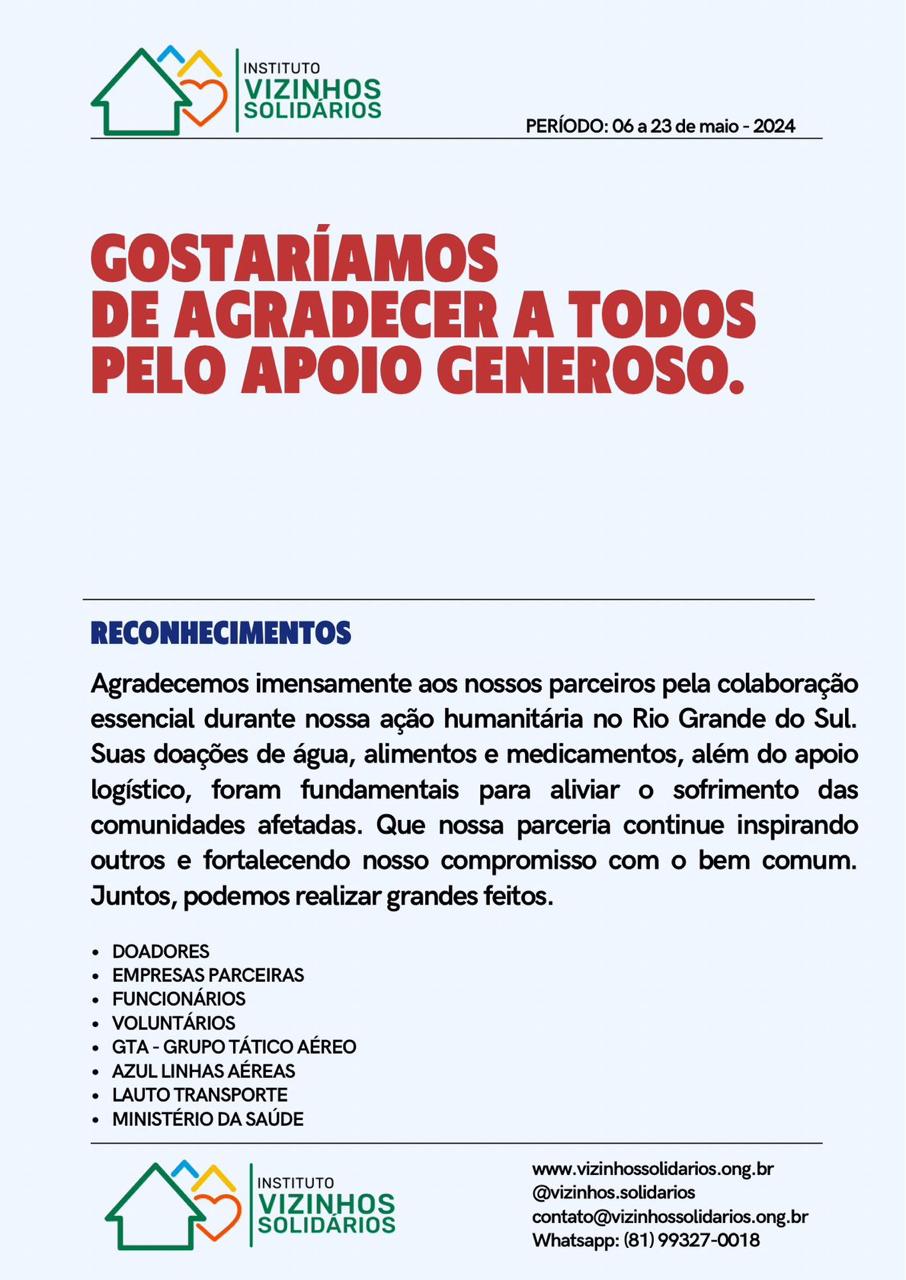 INSTITUTO
VIZINHOS
SOLIDÁRIOS
PERÍODO: 06 a 23 de maio - 2024
GOSTARÍAMOS
DE AGRADECER A TODOS
PELO APOIO GENEROSO.
RECONHECIMENTOS
Agradecemos imensamente aos nossos parceiros pela colaboração
essencial durante nossa ação humanitária no Rio Grande do Sul.
Suas doações de água, alimentos e medicamentos, além do apoio
logístico, foram fundamentais para aliviar o sofrimento das
comunidades afetadas. Que nossa parceria continue inspirando
outros e fortalecendo nosso compromisso com o bem comum.
Juntos, podemos realizar grandes feitos.
• DOADORES
• EMPRESAS PARCEIRAS
• FUNCIONÁRIOS
• VOLUNTÁRIOS
• GTA - GRUPO TÁTICO AÉREO
• AZUL LINHAS AÉREAS
• LAUTO TRANSPORTE
• MINISTÉRIO DA SAÚDE
INSTITUTO
VIZINHOS
SOLIDÁRIOS
www.vizinhossolidarios.ong.br
@vizinhos.solidarios
contato@vizinhossolidarios.ong.br
Whatsapp: (81) 99327-0018